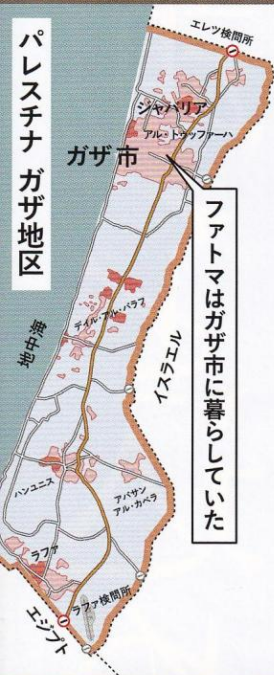 パレスチナ ガザ地区
エレツ検問所
ジャバリア
アル・トゥッファーハ
ガザ市
ファトマはガザ市に暮らしていた
デイル・アル・バラフ
地中海
イスラエル
ハンユニス
アバサン
アル・カベラ
ラファ
ラファ検問所
エジプト